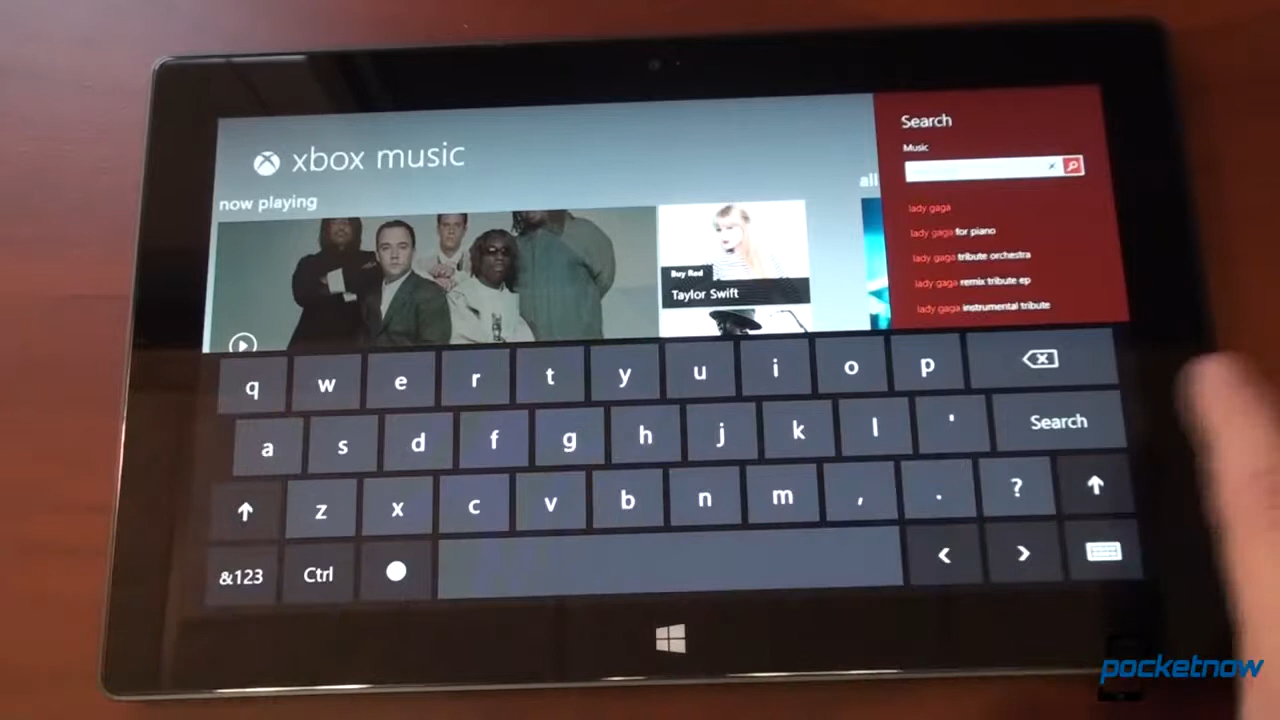 xbox music
now playing
Buy Red
Taylor Swift
all
Search
Music
lady gaga
lady gaga for piano
lady gaga tribute orchestra
lady gaga remix tribute ep
lady gaga instrumental tribute
q w e r t y u i o p
a s d f g h j k l ' Search
z x c v b n m , . ?
&123 Ctrl < >
pocketnow